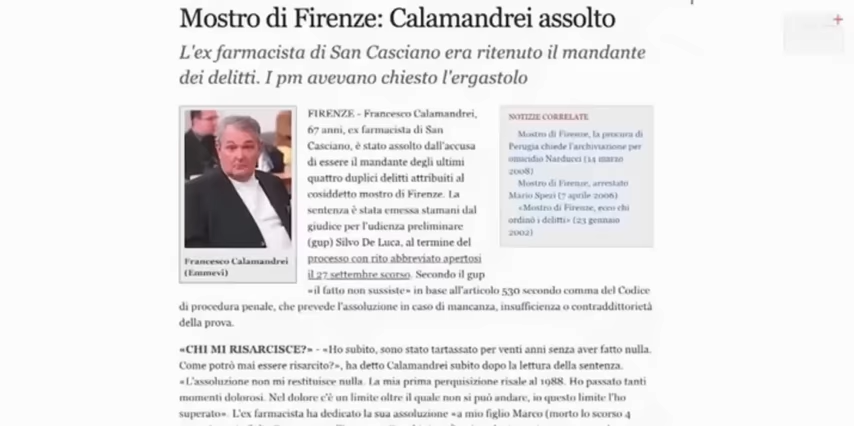 Mostro di Firenze: Calamandrei assolto
L'ex farmacista di San Casciano era ritenuto il mandante
dei delitti. I pm avevano chiesto l'ergastolo
Francesco Calamandrei
(Emmevi)
FIRENZE - Francesco Calamandrei,
67 anni, ex farmacista di San
Casciano, è stato assolto dall'accusa
di essere il mandante degli ultimi
quattro duplici delitti attribuiti al
cosiddetto mostro di Firenze. La
sentenza è stata emessa stamani dal
giudice per l'udienza preliminare
(gup) Silvo De Luca, al termine del
processo con rito abbreviato apertosi
il 27 settembre scorso. Secondo il gup
«il fatto non sussiste» in base all'articolo 530 secondo comma del Codice
di procedura penale, che prevede l'assoluzione in caso di mancanza, insufficienza o contraddittorietà
della prova.
NOTIZIE CORRELATE
Mostro di Firenze, la procura di
Perugia chiede l'archiviazione per
omicidio Narducci (14 marzo
2008)
Mostro di Firenze, arrestato
Mario Spezi (7 aprile 2006)
«Mostro di Firenze, ecco chi
ordinò i delitti» (23 gennaio
2002)
«CHI MI RISARCISCE?» - «Ho subito, sono stato tartassato per venti anni senza aver fatto nulla.
Come potrò mai essere risarcito?», ha detto Calamandrei subito dopo la lettura della sentenza.
«L'assoluzione non mi restituisce nulla. La mia prima perquisizione risale al 1988. Ho passato tanti
momenti dolorosi. Nel dolore c'è un limite oltre il quale non si può andare, io questo limite l'ho
superato». L'ex farmacista ha dedicato la sua assoluzione «a mio figlio Marco (morto lo scorso 4